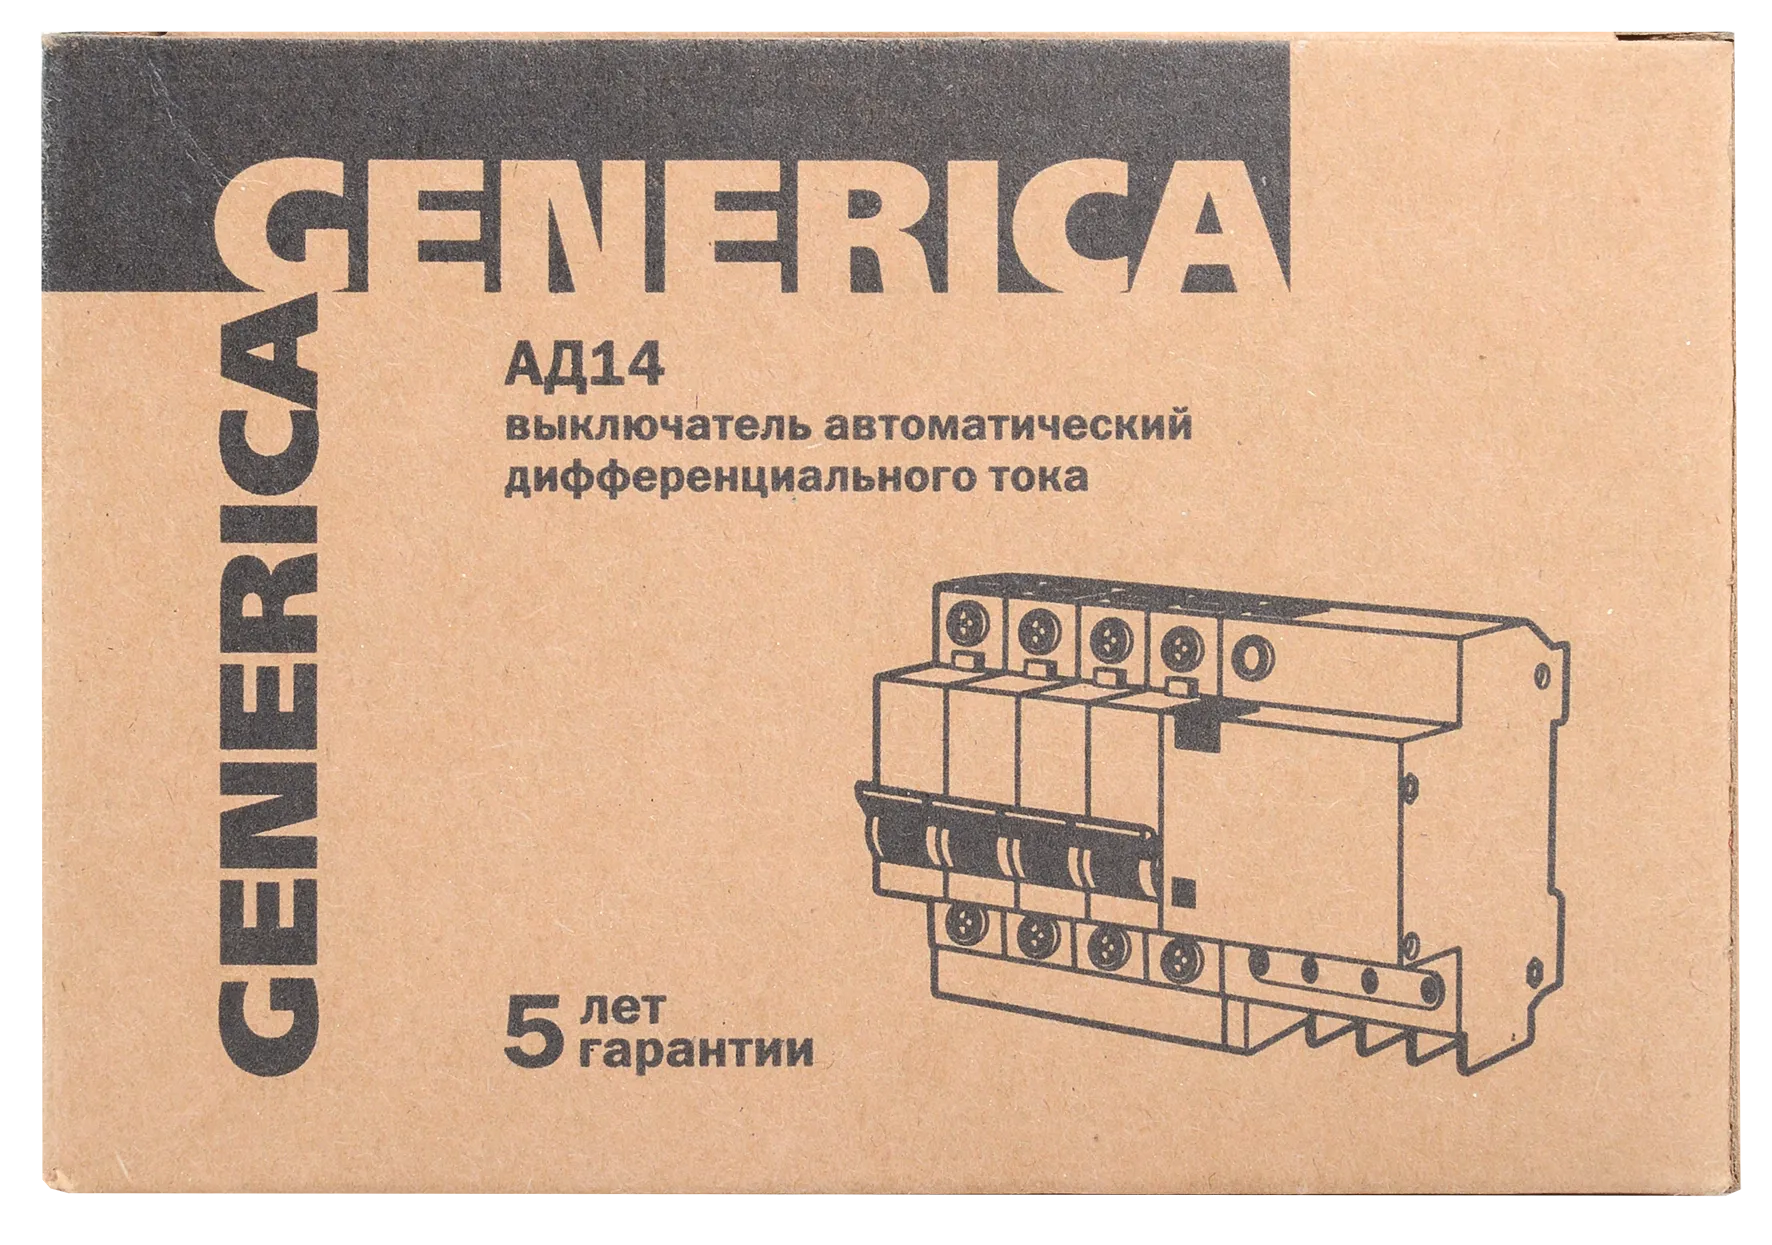 GENERICA
GENERICA
АД14
выключатель автоматический
дифференциального тока
5 лет
гарантии